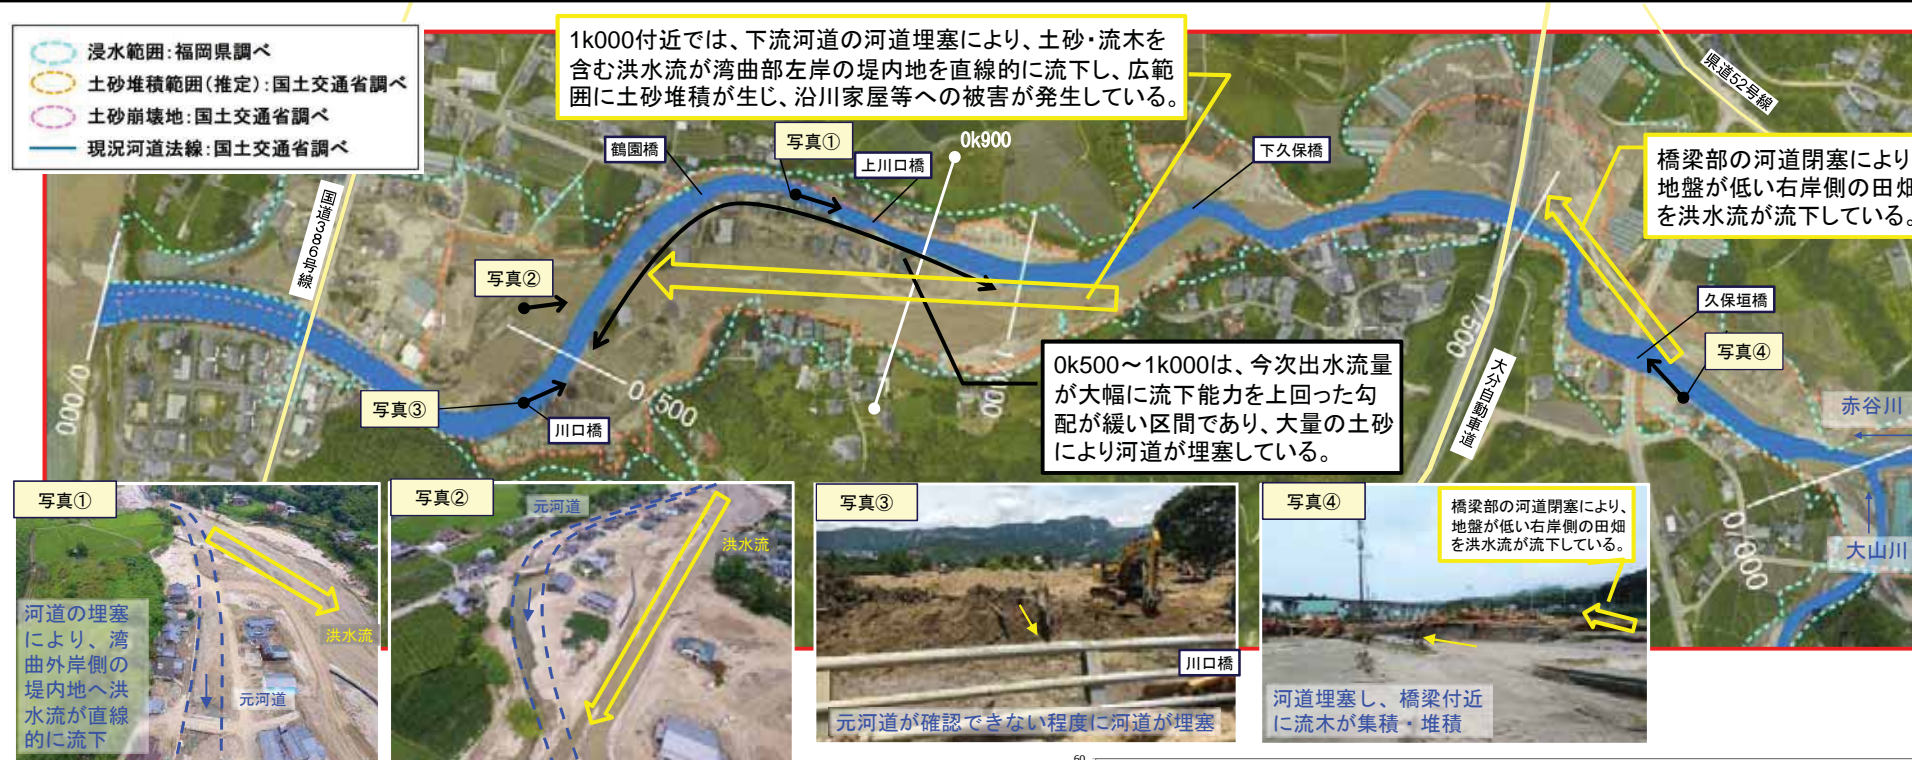 浸水範囲:福岡県調べ
土砂堆積範囲(推定):国土交通省調べ
土砂崩壊地:国土交通省調べ
現況河道法線:国土交通省調べ
1k000付近では、下流河道の河道埋塞により、土砂・流木を
含む洪水流が湾曲部左岸の堤内地を直線的に流下し、広範
囲に土砂堆積が生じ、沿川家屋等への被害が発生している。
県道52号線
橋梁部の河道閉塞により
地盤が低い右岸側の田畑
を洪水流が流下している。
鶴園橋
写真①
上川口橋
0k900
下久保橋
国道386号線
写真②
久保垣橋
写真④
0k500～1k000は、今次出水流量
が大幅に流下能力を上回った勾
配が緩い区間であり、大量の土砂
により河道が埋塞している。
大分自動車道
1/500
0/000
0/500
写真③
川口橋
赤谷川
大山川
0/000
写真①
河道の埋塞
により、湾
曲外岸側の
堤内地へ洪
水流が直線
的に流下
洪水流
元河道
写真②
元河道
洪水流
写真③
川口橋
元河道が確認できない程度に河道が埋塞
写真④
橋梁部の河道閉塞により、
地盤が低い右岸側の田畑
を洪水流が流下している。
河道埋塞し、橋梁付近
に流木が集積・堆積
60